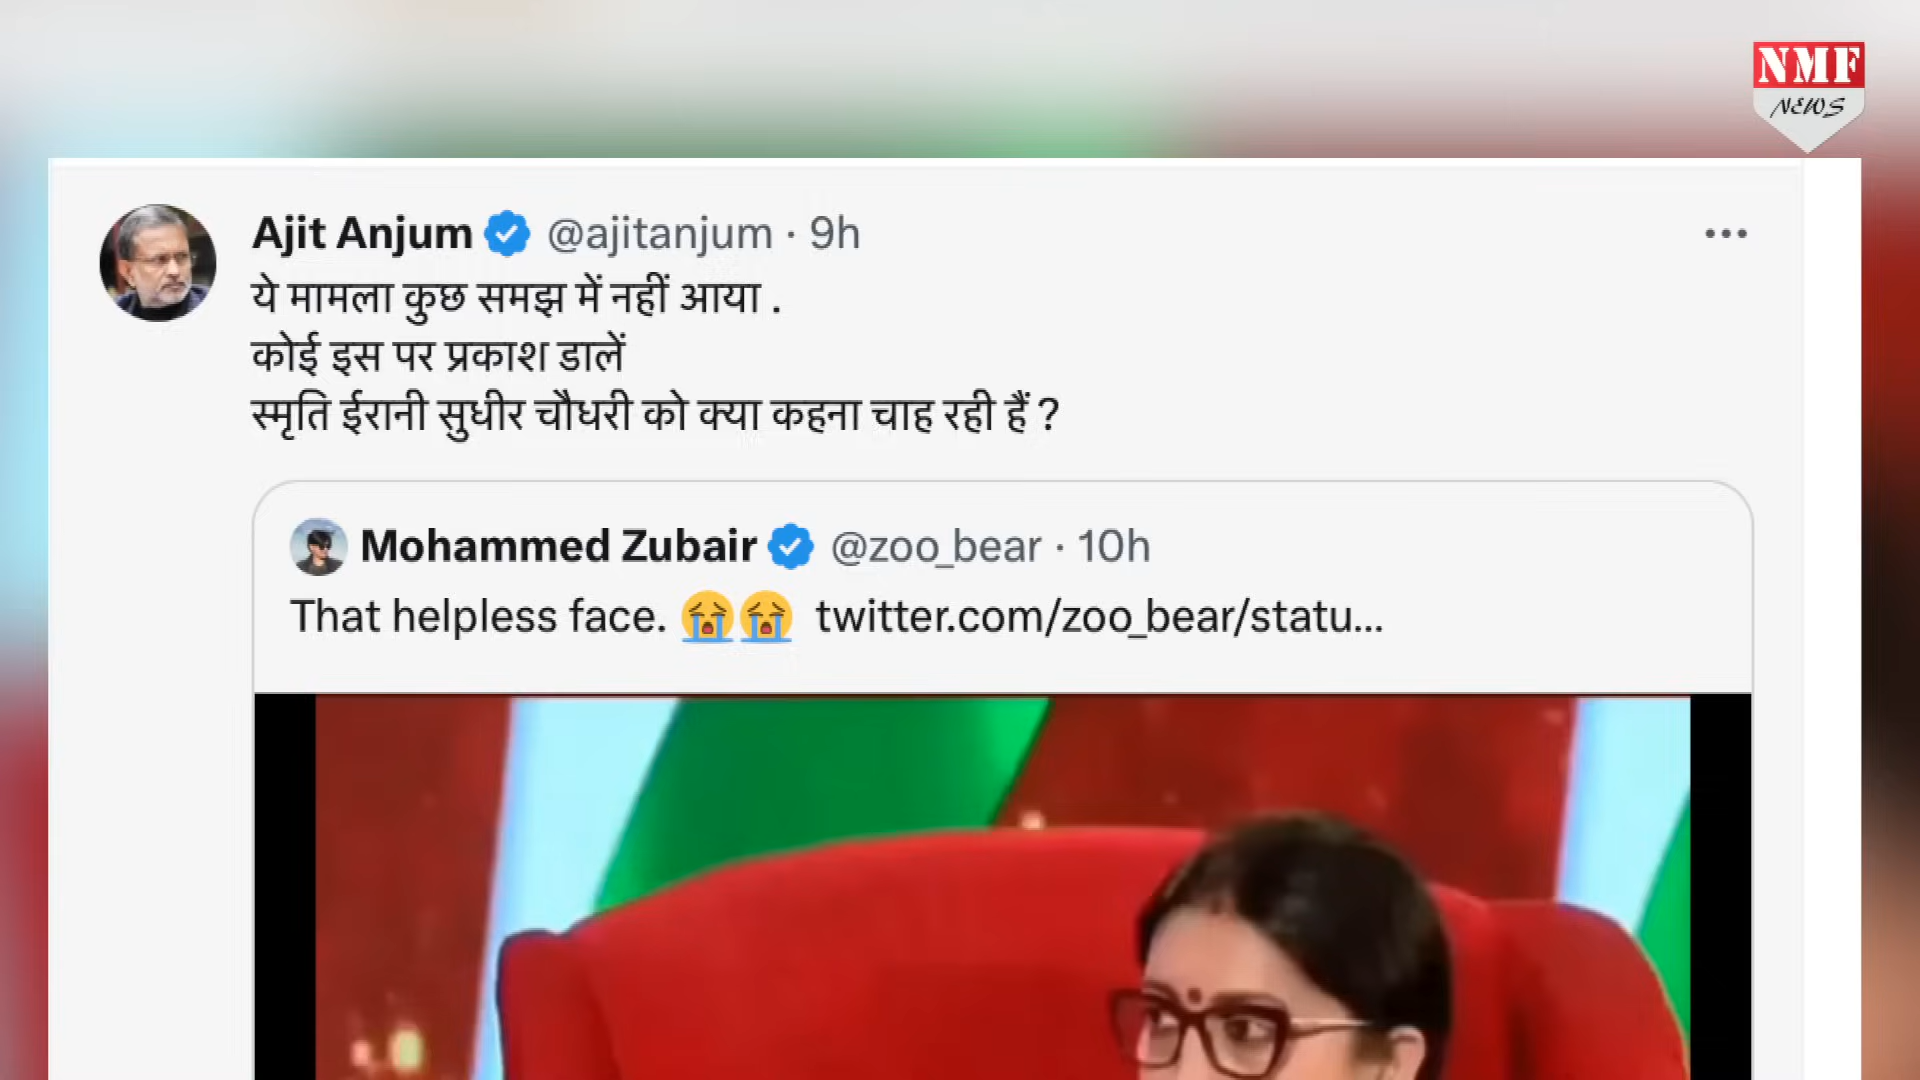 NMF
NEWS
Ajit Anjum @ajitanjum · 9h
ये मामला कुछ समझ में नहीं आया .
कोई इस पर प्रकाश डालें
स्मृति ईरानी सुधीर चौधरी को क्या कहना चाह रही हैं ?
Mohammed Zubair @zoo_bear · 10h
That helpless face. 😭😭 twitter.com/zoo_bear/statu...